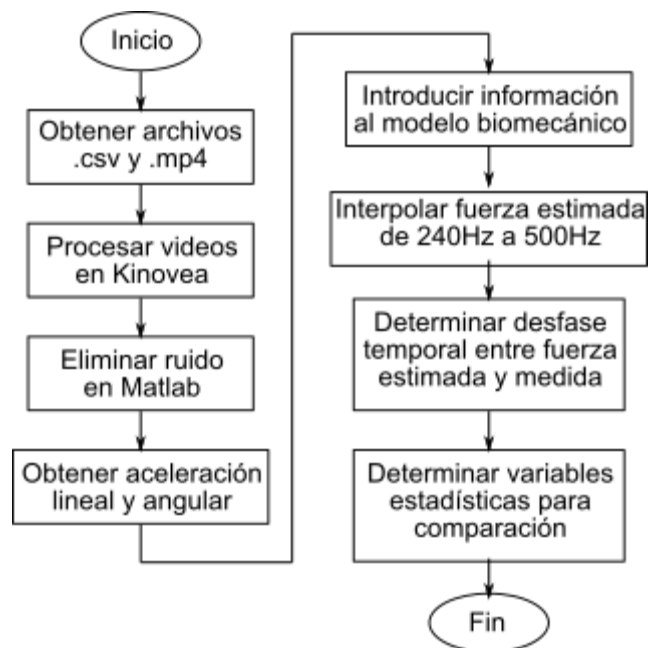 Inicio
Obtener archivos
.csv y .mp4
Procesar videos
en Kinovea
Eliminar ruido
en Matlab
Obtener aceleración
lineal y angular
Introducir información
al modelo biomecánico
Interpolar fuerza estimada
de 240Hz a 500Hz
Determinar desfase
temporal entre fuerza
estimada y medida
Determinar variables
estadísticas para
comparación
Fin